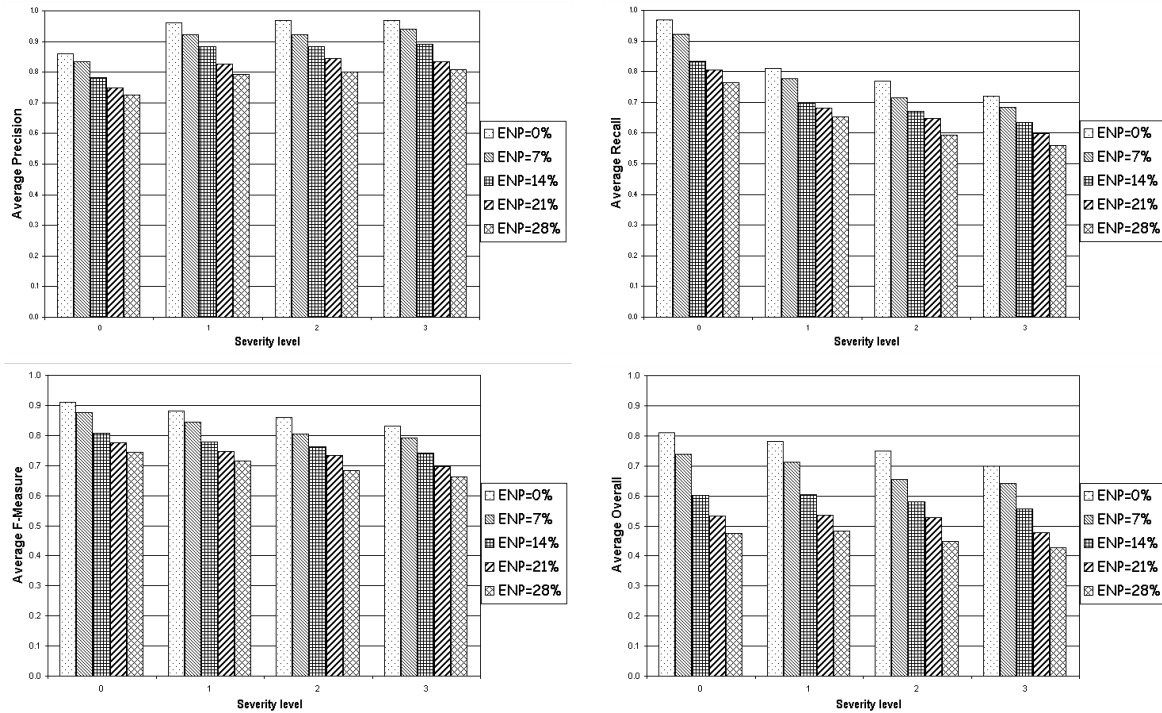 1.0
0.9
0.8
0.7
0.6
0.5
0.4
0.3
0.2
0.1
0.0
Average Precision
0 1 2 3
Severity level
ENP=0%
ENP=7%
ENP=14%
ENP=21%
ENP=28%
1.0
0.9
0.8
0.7
0.6
0.5
0.4
0.3
0.2
0.1
0.0
Average Recall
0 1 2 3
Severity level
ENP=0%
ENP=7%
ENP=14%
ENP=21%
ENP=28%
1.0
0.9
0.8
0.7
0.6
0.5
0.4
0.3
0.2
0.1
0.0
Average F-Measure
0 1 2 3
Severity level
ENP=0%
ENP=7%
ENP=14%
ENP=21%
ENP=28%
1.0
0.9
0.8
0.7
0.6
0.5
0.4
0.3
0.2
0.1
0.0
Average Overall
0 1 2 3
Severity level
ENP=0%
ENP=7%
ENP=14%
ENP=21%
ENP=28%